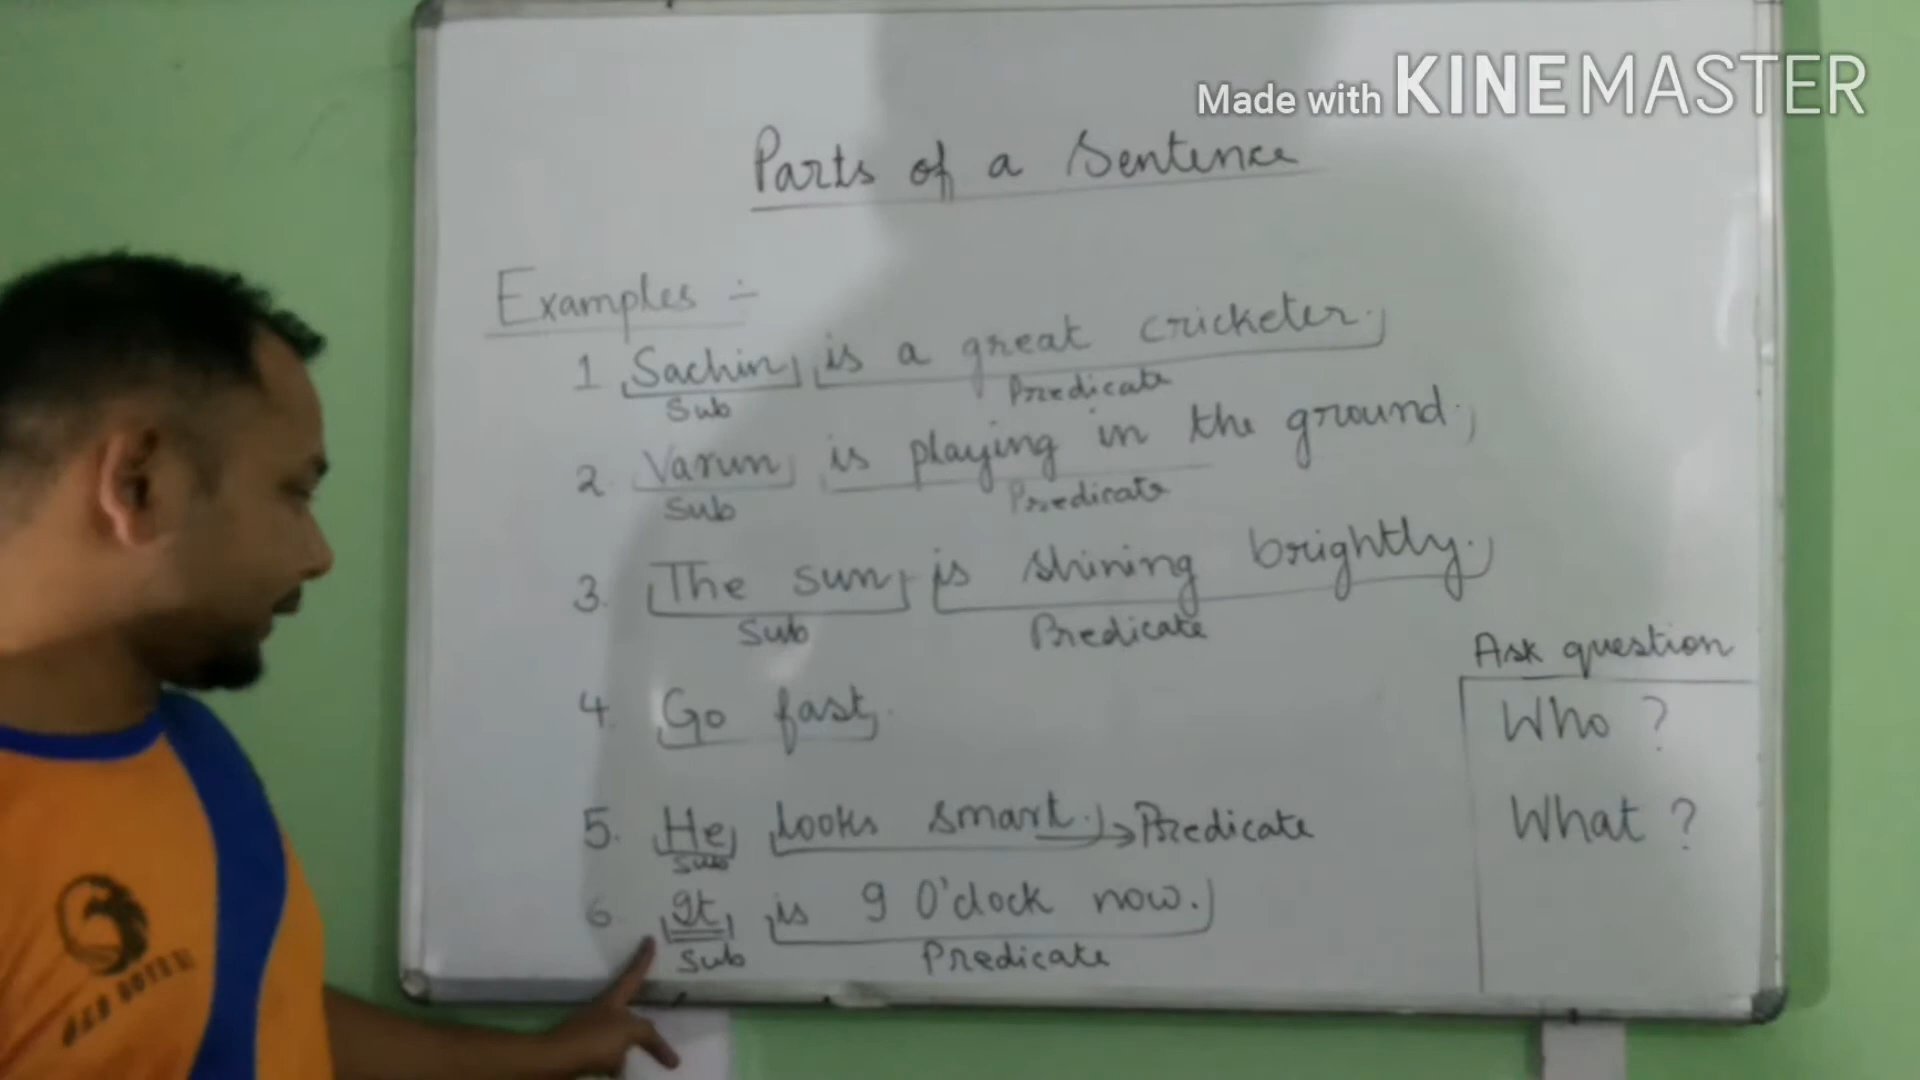 Made with KINEMASTER
Parts of a Sentence
Examples :-
1 Sachin is a great cricketer.
Sub Predicate
2. Varun is playing in the ground.
Sub Predicate
3. The sun is shining brightly.
Sub Predicate
4. Go fast.
5. He looks smart. → Predicate
Sub
6. It is 9 O'clock now.
Sub Predicate
Ask question
Who ?
What ?